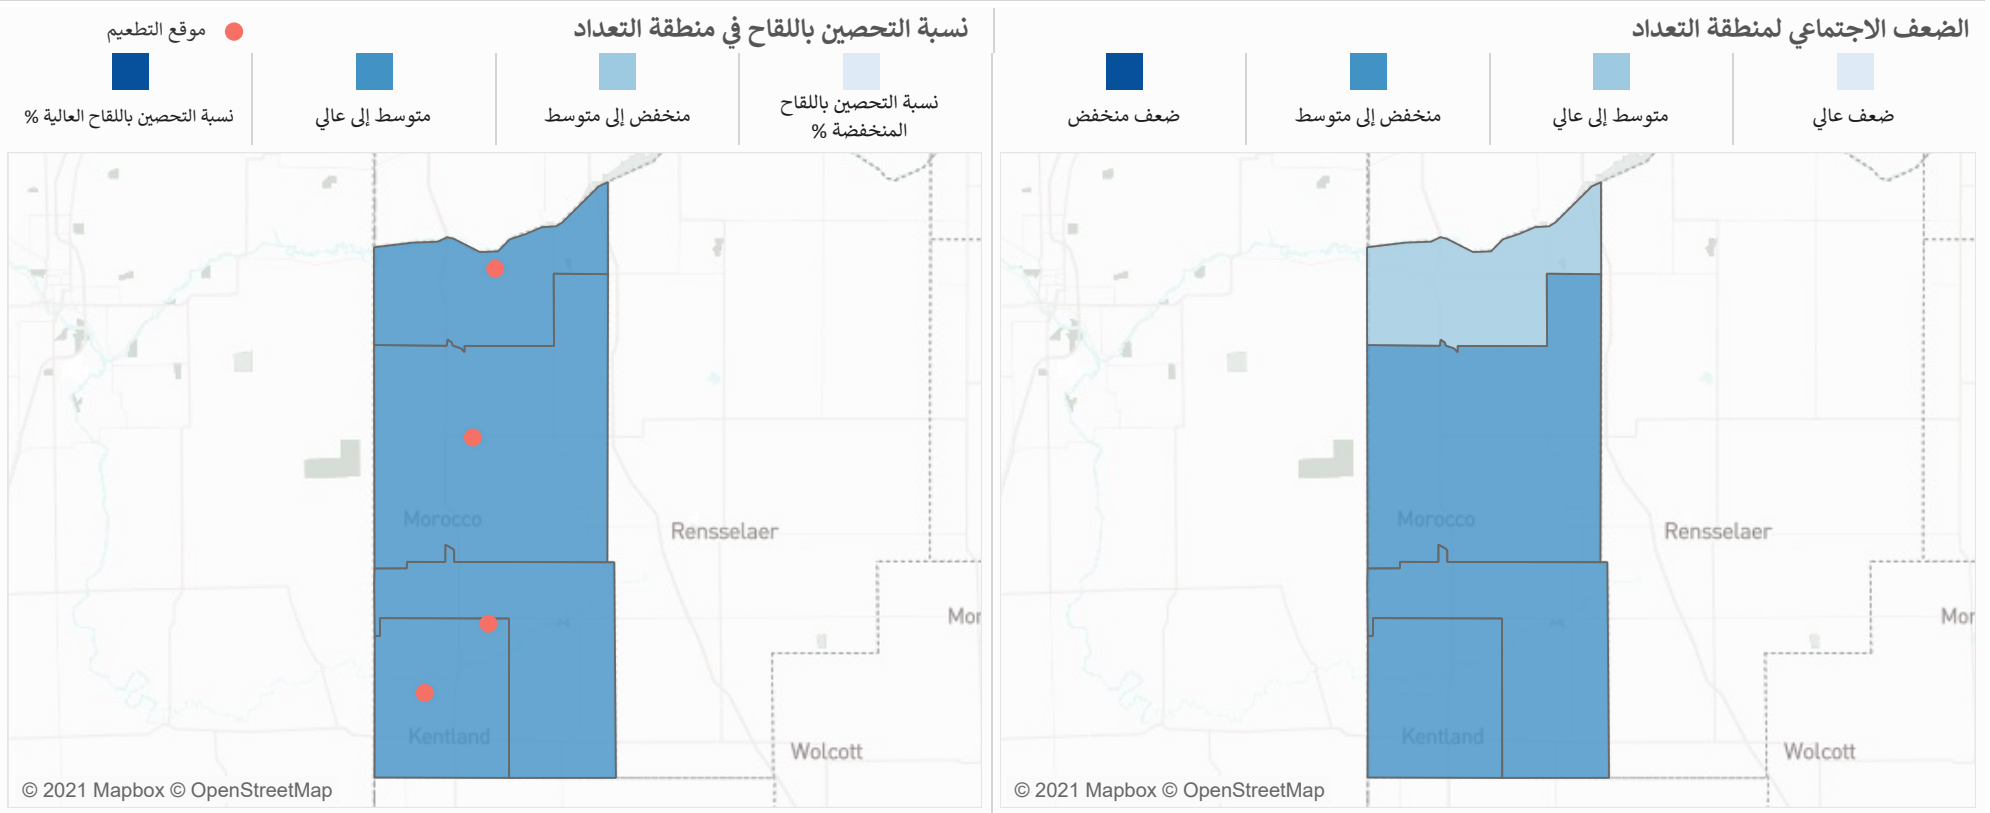 الضعف الاجتماعي لمنطقة التعداد
ضعف عالي
متوسط إلى عالي
منخفض إلى متوسط
ضعف منخفض
Morocco
Rensselaer
Mor
Kentland
Wolcott
© 2021 Mapbox © OpenStreetMap
نسبة التحصين باللقاح في منطقة التعداد
موقع التطعيم
نسبة التحصين باللقاح
المنخفضة %
منخفض إلى متوسط
متوسط إلى عالي
نسبة التحصين باللقاح العالية %
Morocco
Rensselaer
Mor
Kentland
Wolcott
© 2021 Mapbox © OpenStreetMap